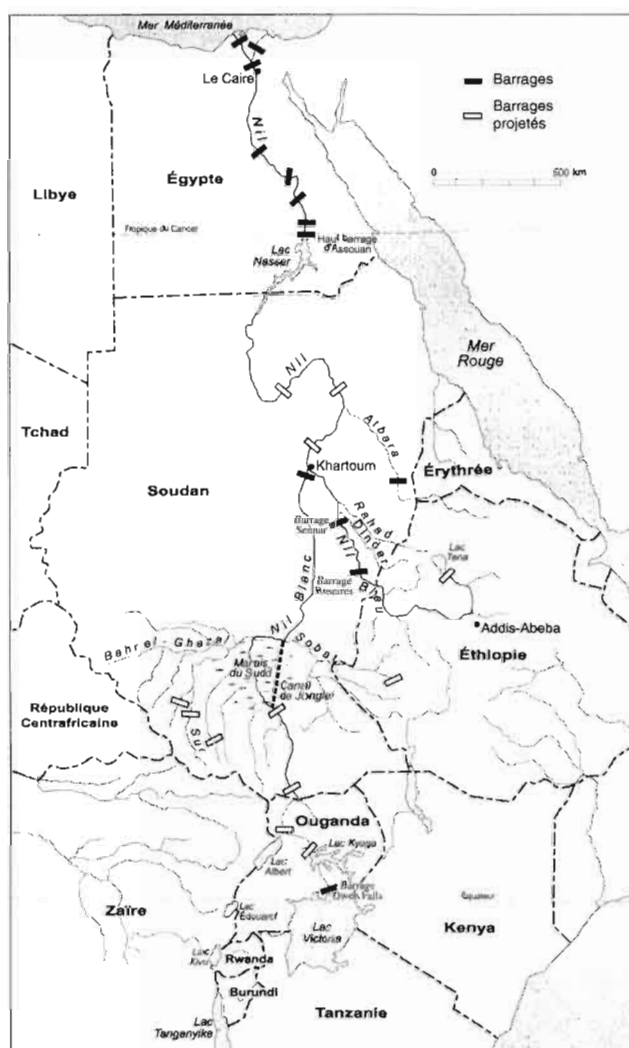 Mer Méditerranée
Le Caire
Barrages
Barrages
projetés
0 500 km
Nil
Libye
Égypte
Tropique du Cancer
Lac
Nasser
Haut barrage
d'Assouan
Mer
Rouge
Nil
Tchad
Atbara
Érythrée
Khartoum
Soudan
Barrage
Sennar
Rahad
Dinder
Lac
Tana
Nil
Bleu
Barrage
Roseires
Nil Blanc
Addis-Abeba
Bahr el Ghazal
Sobat
Éthiopie
Marais
du Sudd
Canal
de Jonglei
République
Centrafricaine
Sud
Ouganda
Lac Kyoga
Lac
Albert
Barrage
Owen Falls
Zaïre
Lac
Édouard
Équateur
Lac
Victoria
Kenya
Lac
Kivu
Rwanda
Burundi
Tanzanie
Lac
Tanganyika